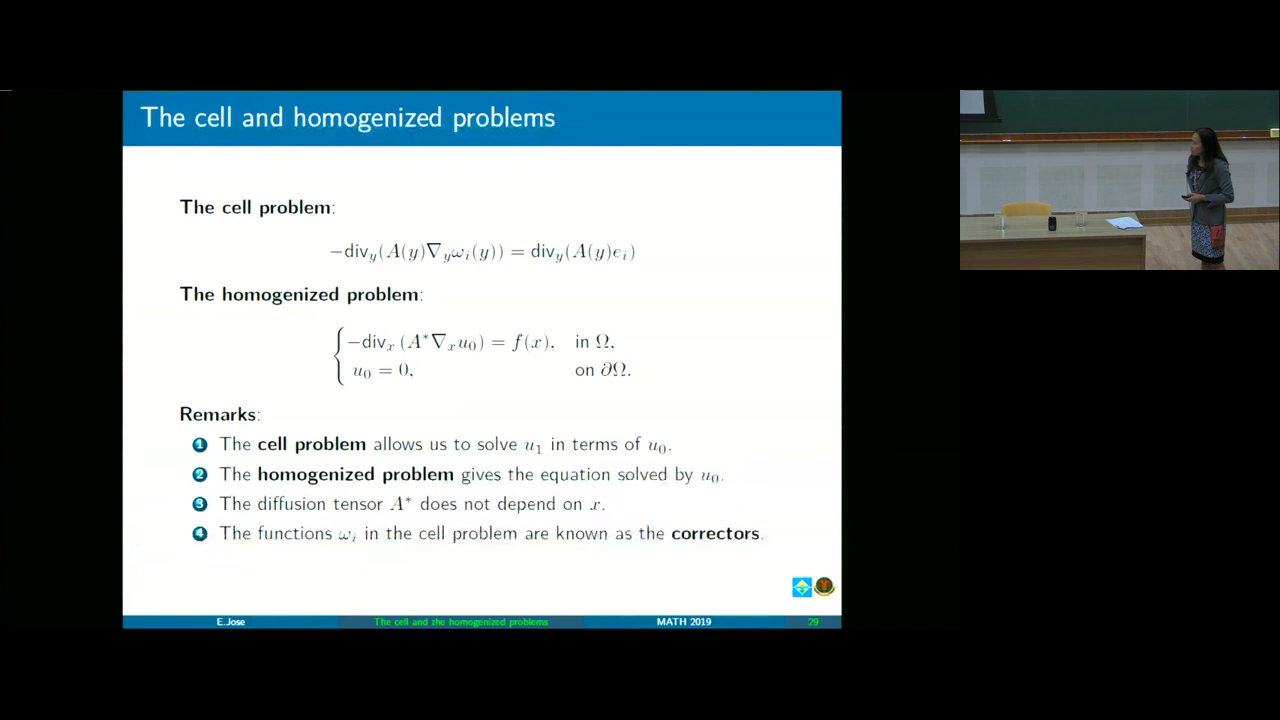 The cell and homogenized problems
The cell problem:
−div_y(A(y)∇_yω_i(y)) = div_y(A(y)e_i)
The homogenized problem:
−div_x (A*∇_x u_0) = f(x), in Ω,
u_0 = 0, on ∂Ω.
Remarks:
1 The cell problem allows us to solve u_1 in terms of u_0.
2 The homogenized problem gives the equation solved by u_0.
3 The diffusion tensor A* does not depend on x.
4 The functions ω_i in the cell problem are known as the correctors.
E.Jose The cell and the homogenized problems MATH 2019 29